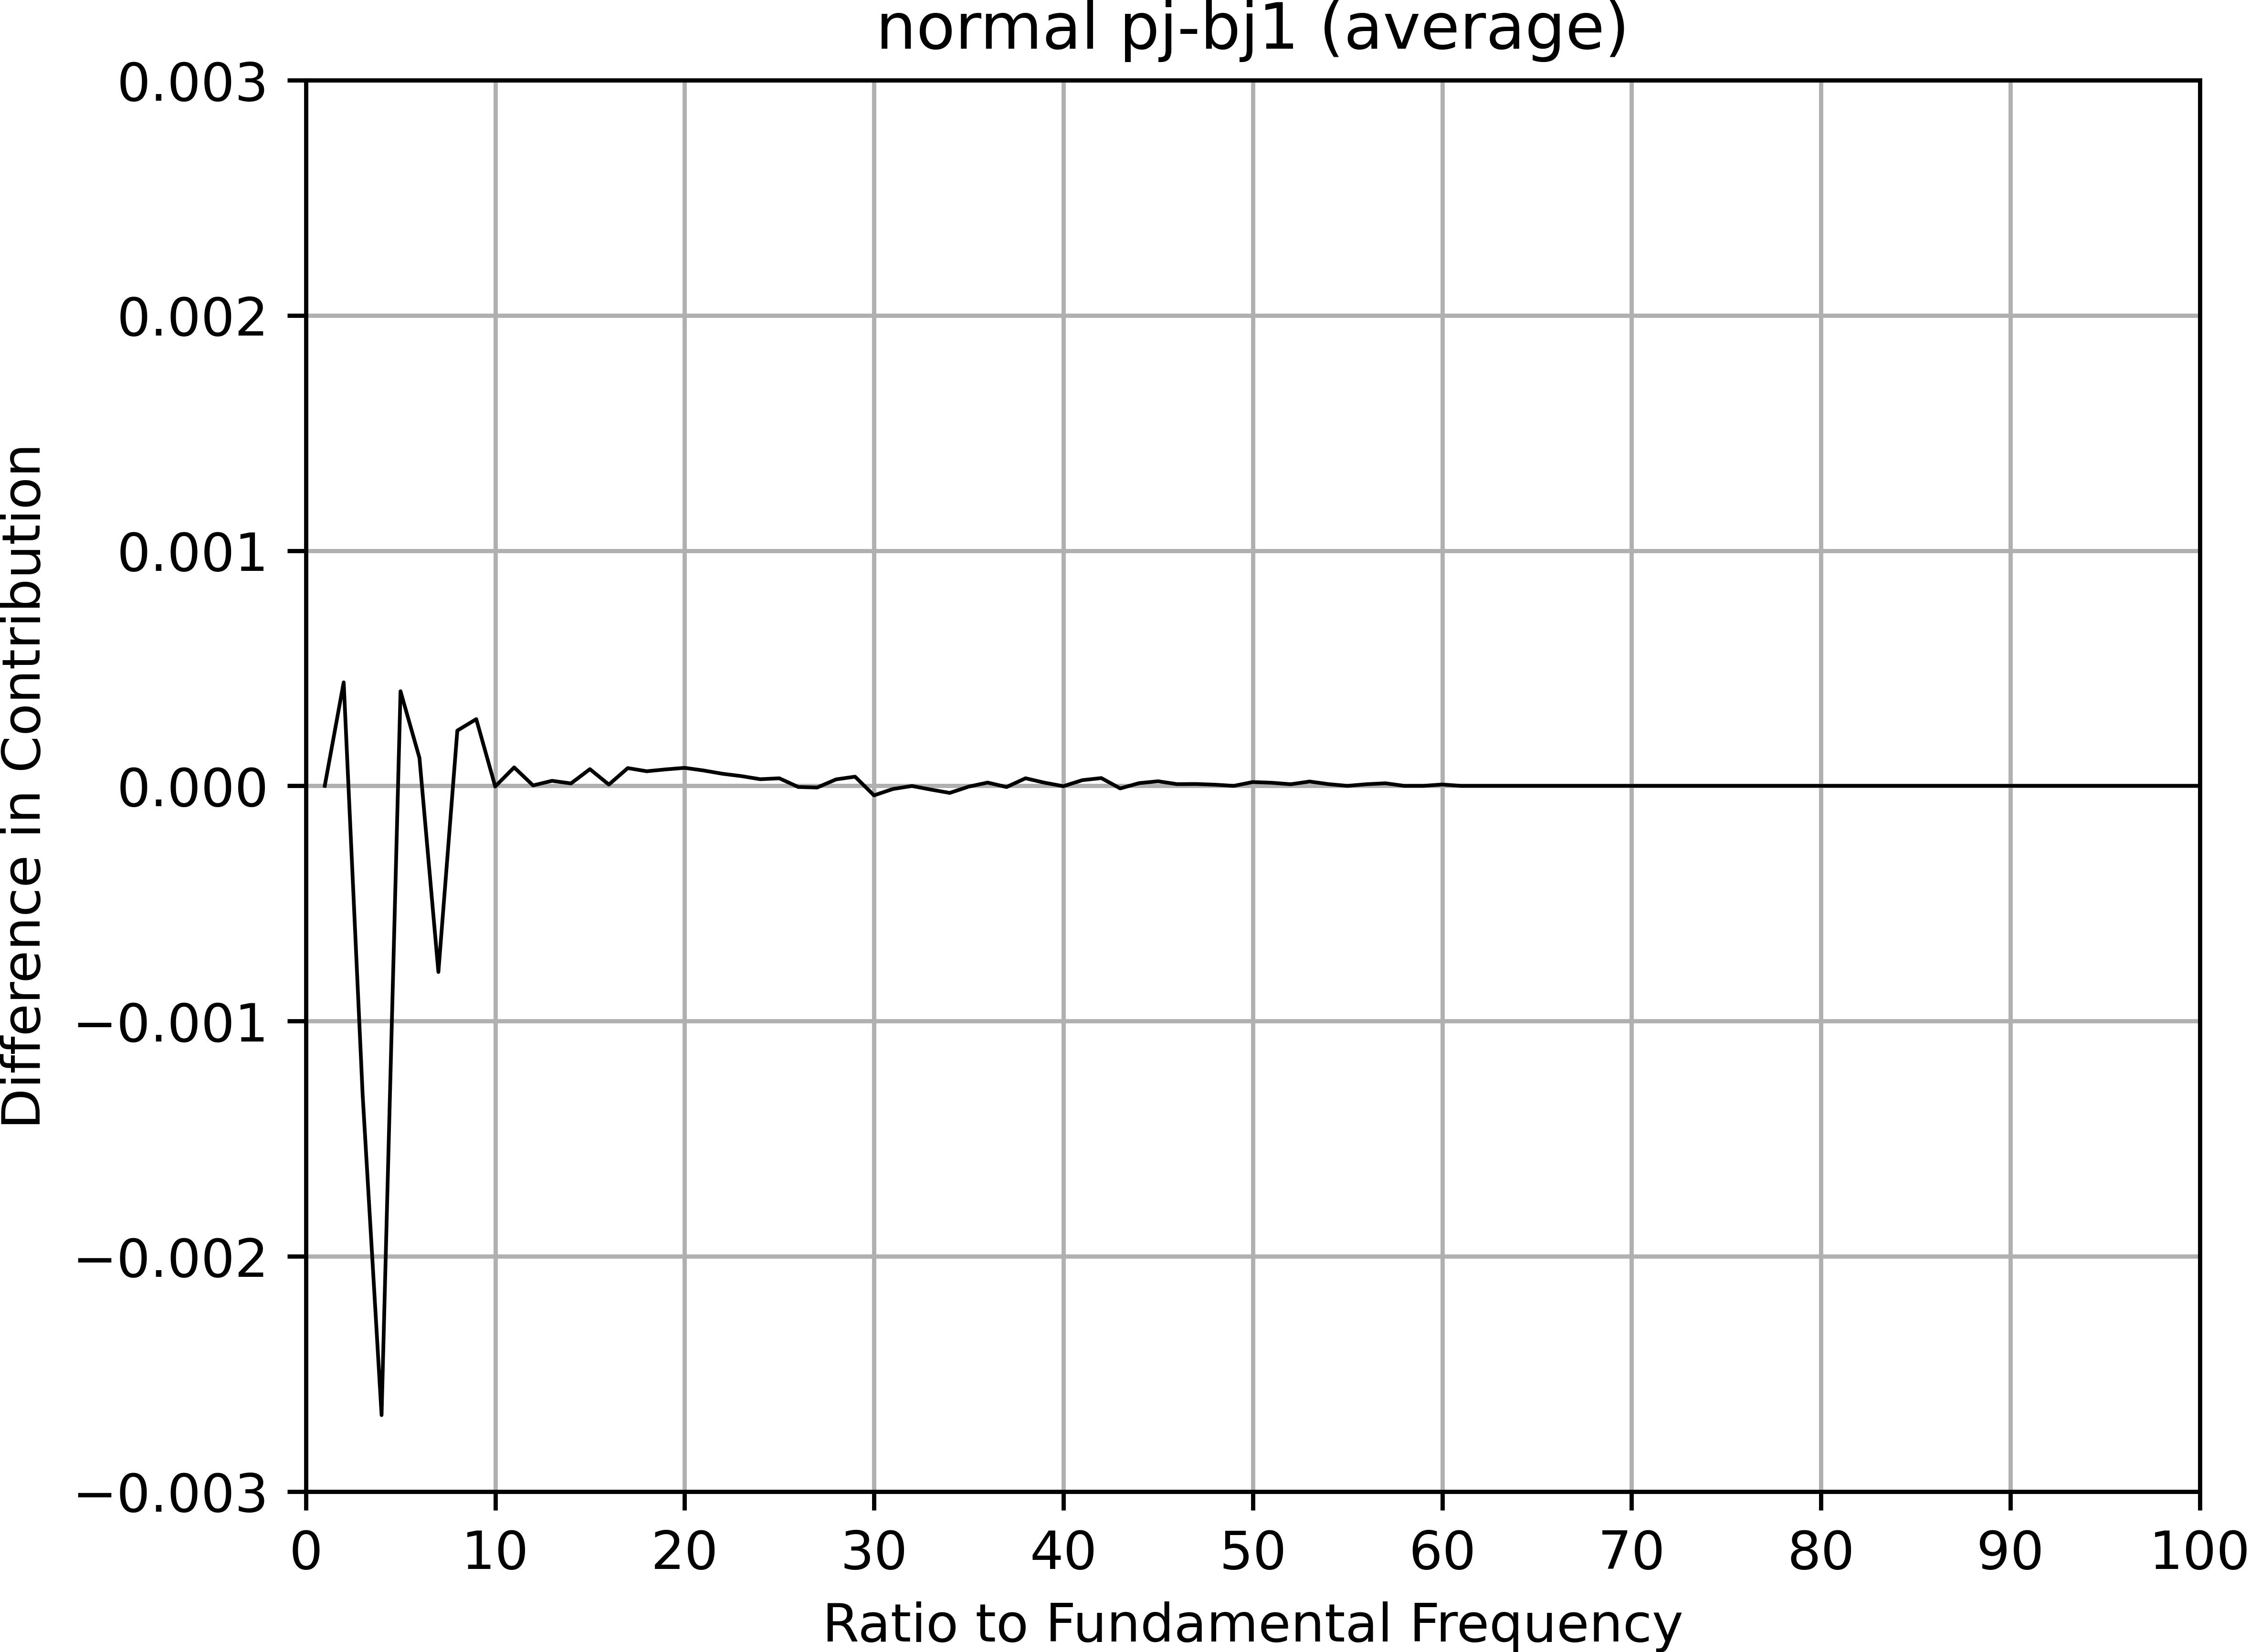 normal pj-bj1 (average)
0.003
0.002
0.001
0.000
−0.001
−0.002
−0.003
Difference in Contribution
0 10 20 30 40 50 60 70 80 90 100
Ratio to Fundamental Frequency